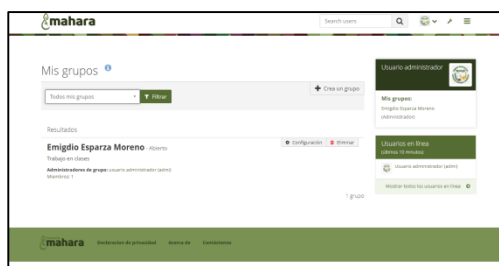 mahara
Search users
Mis grupos
Crea un grupo
Todos mis grupos
Filtrar
Resultados
Emigdio Esparza Moreno - Abierto
Configuración Eliminar
Trabajo en clases
Administradores de grupo: usuario administrador (admi)
Miembros: 1
1 grupo
Usuario administrador
Mis grupos:
Emigdio Esparza Moreno
(Administrador)
Usuarios en línea
(últimos 10 minutos)
Usuario administrador (admi)
Mostrar todos los usuarios en línea
mahara
Declaracion de privacidad Acerca de Contáctenos